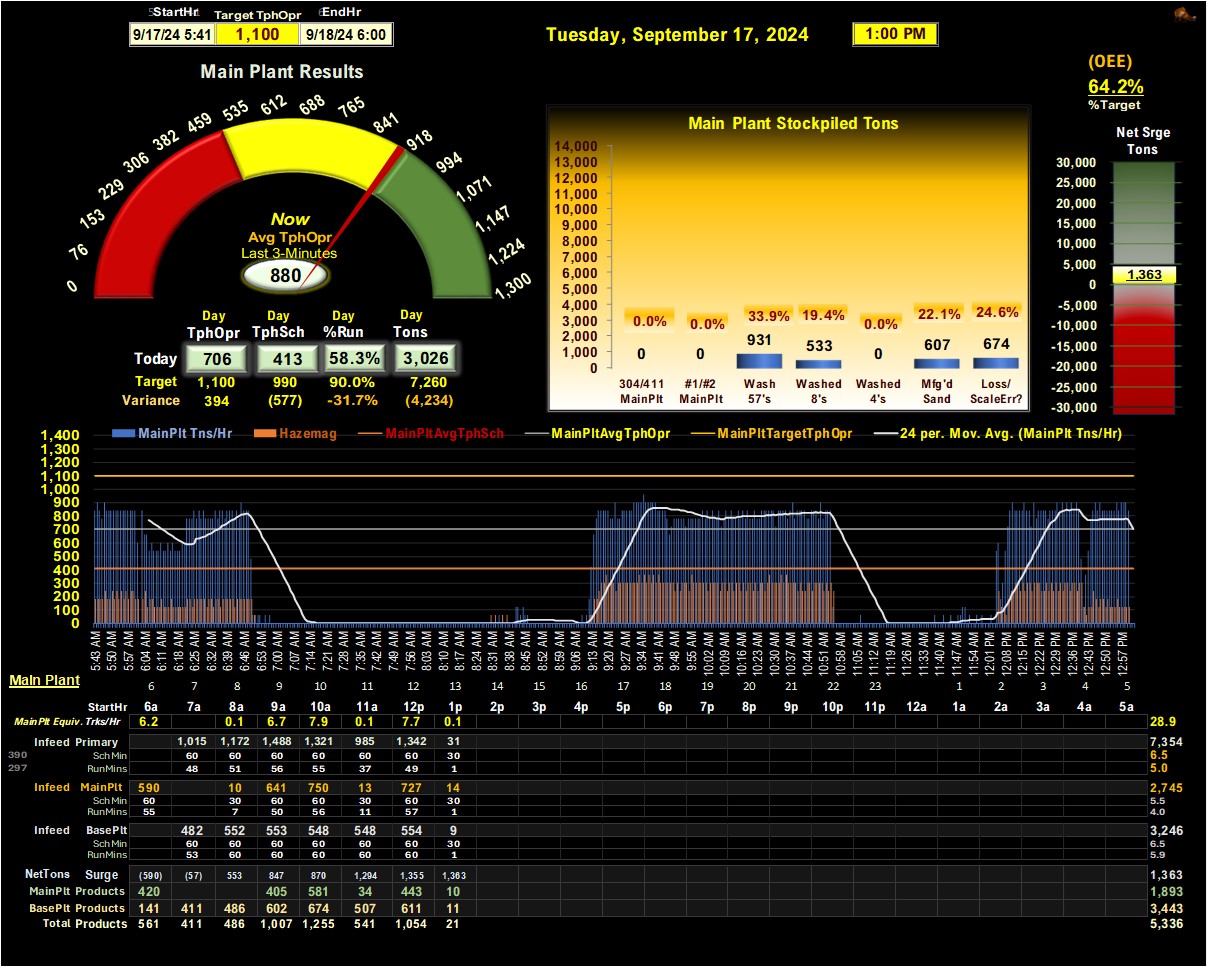 StartHr Target TphOpr EndHr
9/17/24 5:41 1,100 9/18/24 6:00
Tuesday, September 17, 2024 1:00 PM
(OEE)
64.2%
%Target
Main Plant Results
0 76 153 229 306 382 459 535 612 688 765 841 918 994 1,071 1,147 1,224 1,300
Now
Avg TphOpr
Last 3-Minutes
880
Day Day Day Day
TphOpr TphSch %Run Tons
Today 706 413 58.3% 3,026
Target 1,100 990 90.0% 7,260
Variance 394 (577) -31.7% (4,234)
Main Plant Stockpiled Tons
14,000
13,000
12,000
11,000
10,000
9,000
8,000
7,000
6,000
5,000
4,000
3,000
2,000
1,000
0
0.0% 0.0% 33.9% 19.4% 0.0% 22.1% 24.6%
0 0 931 533 0 607 674
304/411 #1/#2 Wash Washed Washed Mfg'd Loss/
MainPlt MainPlt 57's 8's 4's Sand ScaleErr?
Net Srge
Tons
30,000
25,000
20,000
15,000
10,000
5,000
1,363
0
-5,000
-10,000
-15,000
-20,000
-25,000
-30,000
MainPlt Tns/Hr Hazemag MainPltAvgTphSch MainPltAvgTphOpr MainPltTargetTphOpr 24 per. Mov. Avg. (MainPlt Tns/Hr)
1,400
1,300
1,200
1,100
1,000
900
800
700
600
500
400
300
200
100
0
5:43 AM 5:50 AM 5:57 AM 6:04 AM 6:11 AM 6:18 AM 6:25 AM 6:32 AM 6:39 AM 6:46 AM 6:53 AM 7:00 AM 7:07 AM 7:14 AM 7:21 AM 7:28 AM 7:35 AM 7:42 AM 7:49 AM 7:56 AM 8:03 AM 8:10 AM 8:17 AM 8:24 AM 8:31 AM 8:38 AM 8:45 AM 8:52 AM 8:59 AM 9:06 AM 9:13 AM 9:20 AM 9:27 AM 9:34 AM 9:41 AM 9:48 AM 9:55 AM 10:02 AM 10:09 AM 10:16 AM 10:23 AM 10:30 AM 10:37 AM 10:44 AM 10:51 AM 10:58 AM 11:05 AM 11:12 AM 11:19 AM 11:26 AM 11:33 AM 11:40 AM 11:47 AM 11:54 AM 12:01 PM 12:08 PM 12:15 PM 12:22 PM 12:29 PM 12:36 PM 12:43 PM 12:50 PM 12:57 PM
Main Plant 6 7 8 9 10 11 12 13 14 15 16 17 18 19 20 21 22 23 1 2 3 4 5
StartHr 6a 7a 8a 9a 10a 11a 12p 1p 2p 3p 4p 5p 6p 7p 8p 9p 10p 11p 12a 1a 2a 3a 4a 5a
MainPlt Equiv. Trks/Hr 6.2 0.1 6.7 7.9 0.1 7.7 0.1 28.9
Infeed Primary 1,015 1,172 1,488 1,321 985 1,342 31 7,354
390 Sch Min 60 60 60 60 60 60 30 6.5
297 RunMins 48 51 56 55 37 49 1 5.0
Infeed MainPlt 590 10 641 750 13 727 14 2,745
Sch Min 60 30 60 60 30 60 30 5.5
RunMins 55 7 50 56 11 57 1 4.0
Infeed BasePlt 482 552 553 548 548 554 9 3,246
Sch Min 60 60 60 60 60 60 30 6.5
RunMins 53 60 60 60 60 60 1 5.9
NetTons Surge (590) (57) 553 847 870 1,294 1,355 1,363 1,363
MainPlt Products 420 405 581 34 443 10 1,893
BasePlt Products 141 411 486 602 674 507 611 11 3,443
Total Products 561 411 486 1,007 1,255 541 1,054 21 5,336